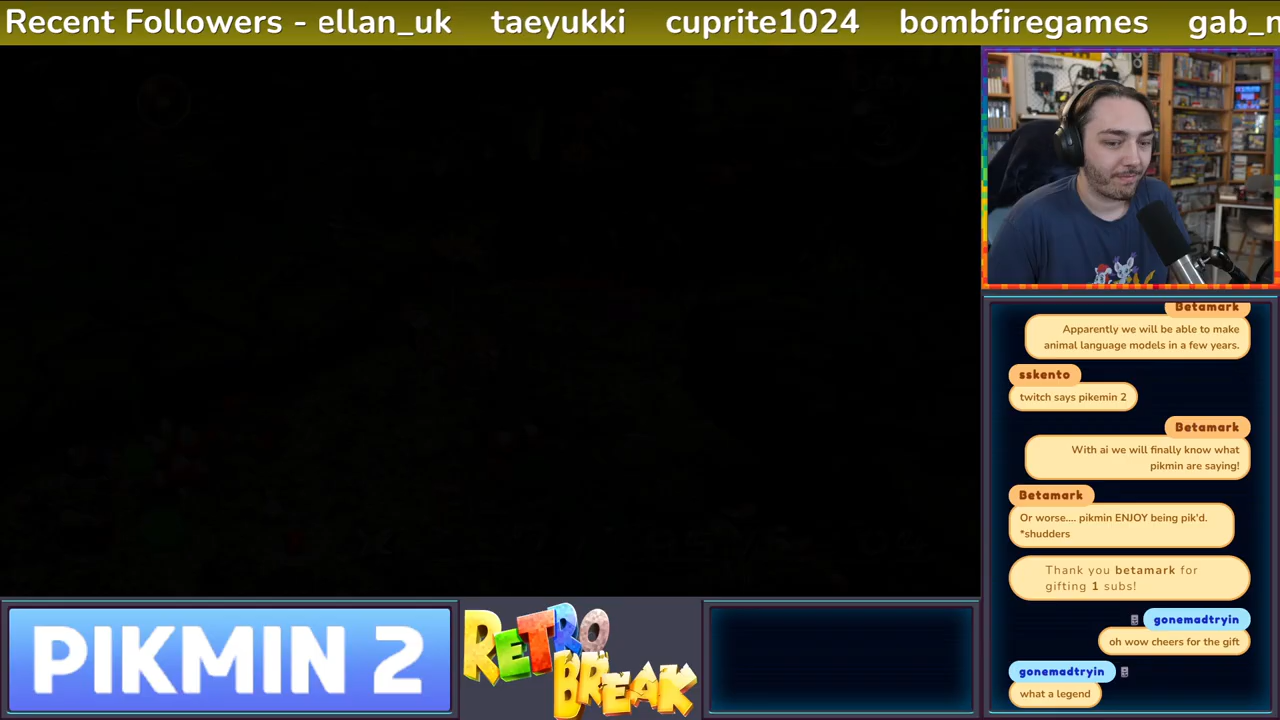 Recent Followers - ellan_uk taeyukki cuprite1024 bombfiregames gab_
Betamark
Apparently we will be able to make
animal language models in a few years.
sskento
twitch says pikemin 2
Betamark
With ai we will finally know what
pikmin are saying!
Betamark
Or worse.... pikmin ENJOY being pik'd.
*shudders
Thank you betamark for
gifting 1 subs!
gonemadtryin
oh wow cheers for the gift
gonemadtryin
what a legend
PIKMIN 2
RETRO
BREAK